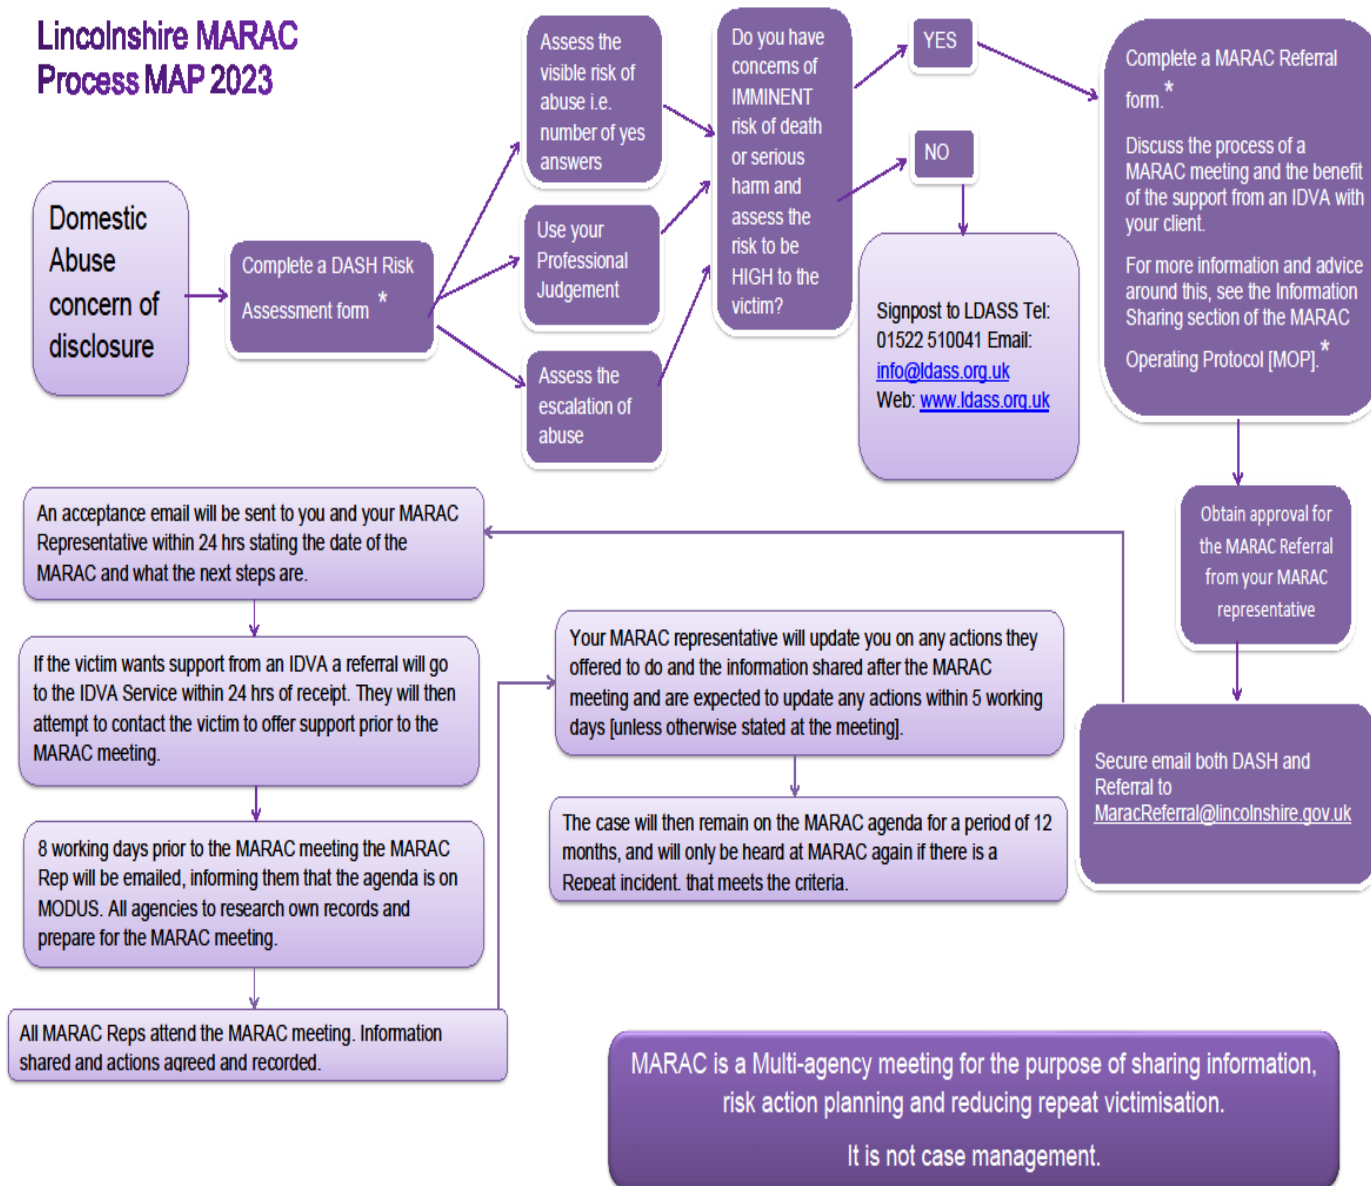 Lincolnshire MARAC
Process MAP 2023
Domestic
Abuse
concern of
disclosure
Complete a DASH Risk
Assessment form *
Assess the
visible risk of
abuse i.e.
number of yes
answers
Use your
Professional
Judgement
Assess the
escalation of
abuse
Do you have
concerns of
IMMINENT
risk of death
or serious
harm and
assess the
risk to be
HIGH to the
victim?
YES
NO
Signpost to LDASS Tel:
01522 510041 Email:
info@ldass.org.uk
Web: www.ldass.org.uk
Complete a MARAC Referral
form.*
Discuss the process of a
MARAC meeting and the benefit
of the support from an IDVA with
your client.
For more information and advice
around this, see the Information
Sharing section of the MARAC
Operating Protocol [MOP].*
Obtain approval for
the MARAC Referral
from your MARAC
representative
Secure email both DASH and
Referral to
MaracReferral@lincolnshire.gov.uk
An acceptance email will be sent to you and your MARAC
Representative within 24 hrs stating the date of the
MARAC and what the next steps are.
If the victim wants support from an IDVA a referral will go
to the IDVA Service within 24 hrs of receipt. They will then
attempt to contact the victim to offer support prior to the
MARAC meeting.
8 working days prior to the MARAC meeting the MARAC
Rep will be emailed, informing them that the agenda is on
MODUS. All agencies to research own records and
prepare for the MARAC meeting.
All MARAC Reps attend the MARAC meeting. Information
shared and actions agreed and recorded.
Your MARAC representative will update you on any actions they
offered to do and the information shared after the MARAC
meeting and are expected to update any actions within 5 working
days [unless otherwise stated at the meeting].
The case will then remain on the MARAC agenda for a period of 12
months, and will only be heard at MARAC again if there is a
Repeat incident. that meets the criteria.
MARAC is a Multi-agency meeting for the purpose of sharing information,
risk action planning and reducing repeat victimisation.
It is not case management.